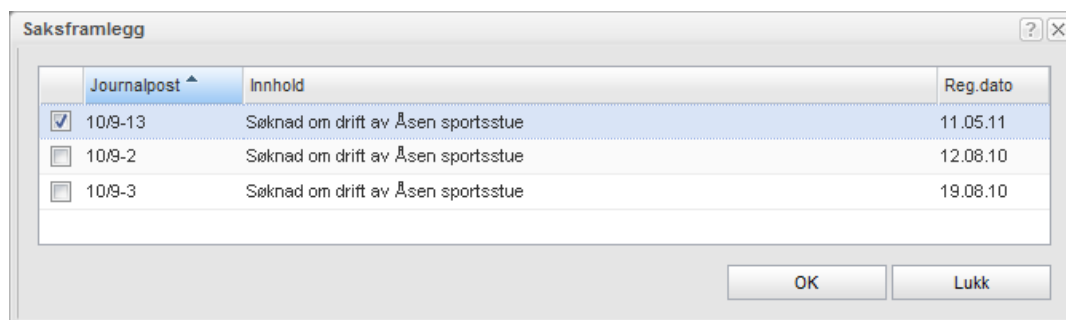 Saksframlegg
Journalpost Innhold Reg.dato
10/9-13 Søknad om drift av Åsen sportsstue 11.05.11
10/9-2 Søknad om drift av Åsen sportsstue 12.08.10
10/9-3 Søknad om drift av Åsen sportsstue 19.08.10
OK Lukk